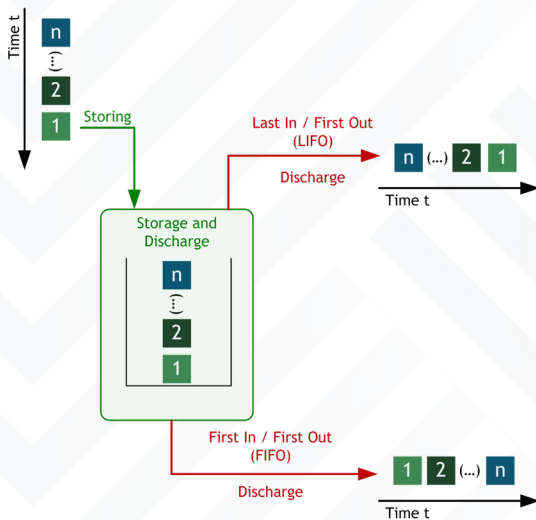 Time t
n
(...)
2
1
Storing
Last In / First Out
(LIFO)
Discharge
n (...) 2 1
Time t
Storage and
Discharge
n
(...)
2
1
First In / First Out
(FIFO)
Discharge
1 2 (...) n
Time t